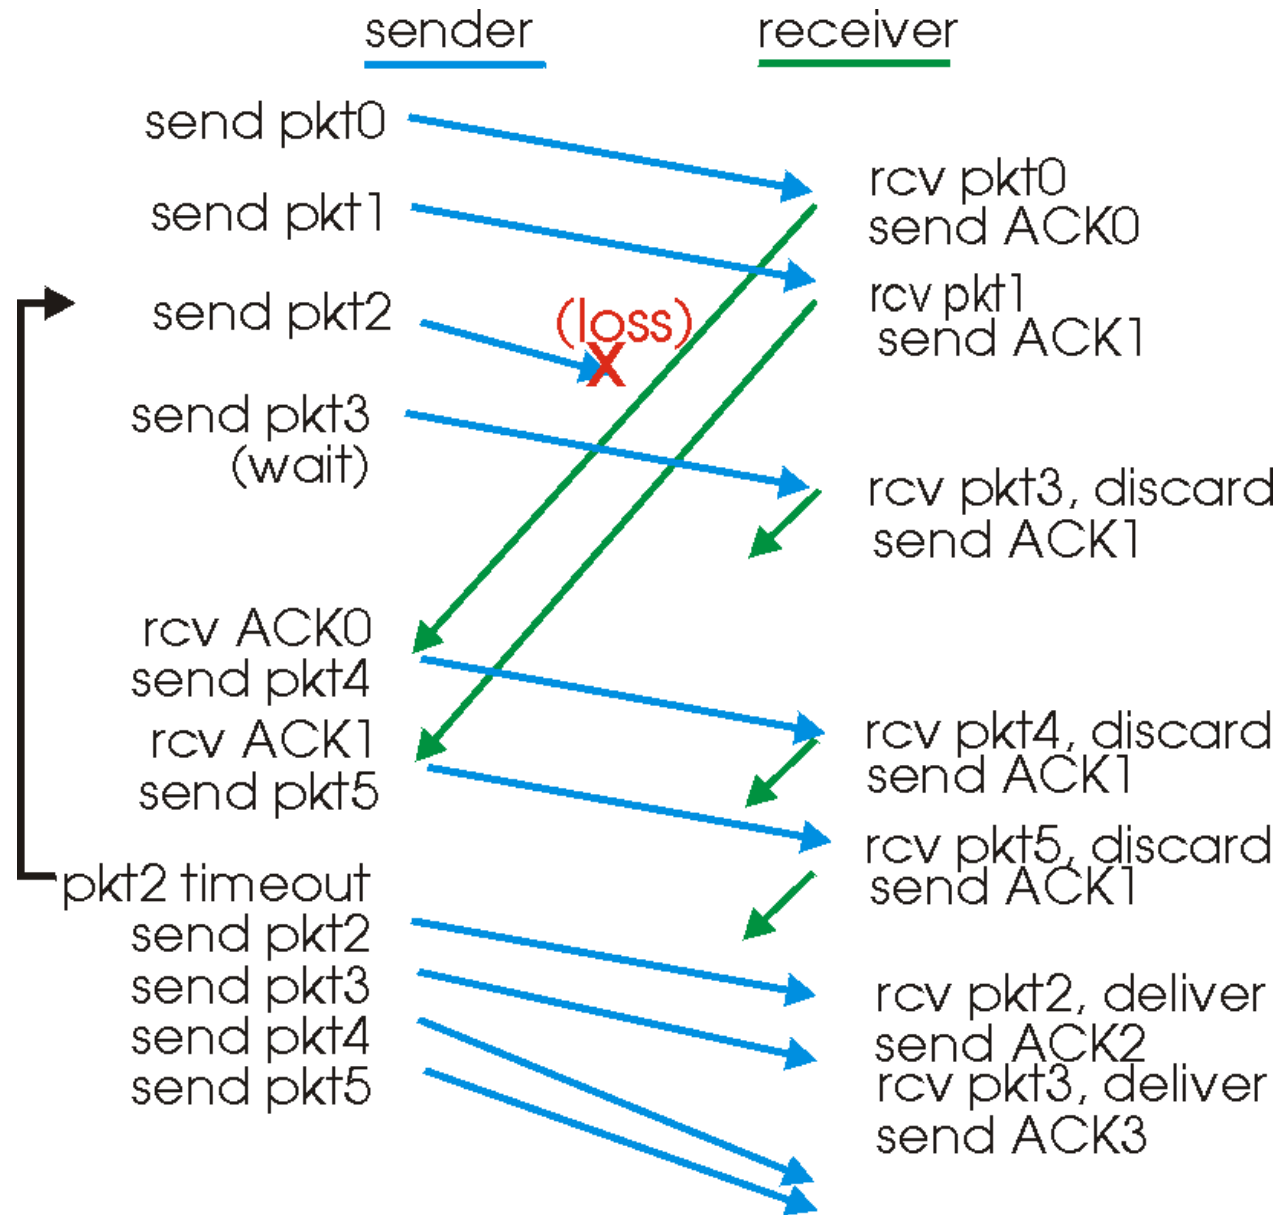 sender
receiver
send pkt0
send pkt1
send pkt2
(loss)
X
send pkt3
(wait)
rcv ACK0
send pkt4
rcv ACK1
send pkt5
pkt2 timeout
send pkt2
send pkt3
send pkt4
send pkt5
rcv pkt0
send ACK0
rcv pkt1
send ACK1
rcv pkt3, discard
send ACK1
rcv pkt4, discard
send ACK1
rcv pkt5, discard
send ACK1
rcv pkt2, deliver
send ACK2
rcv pkt3, deliver
send ACK3